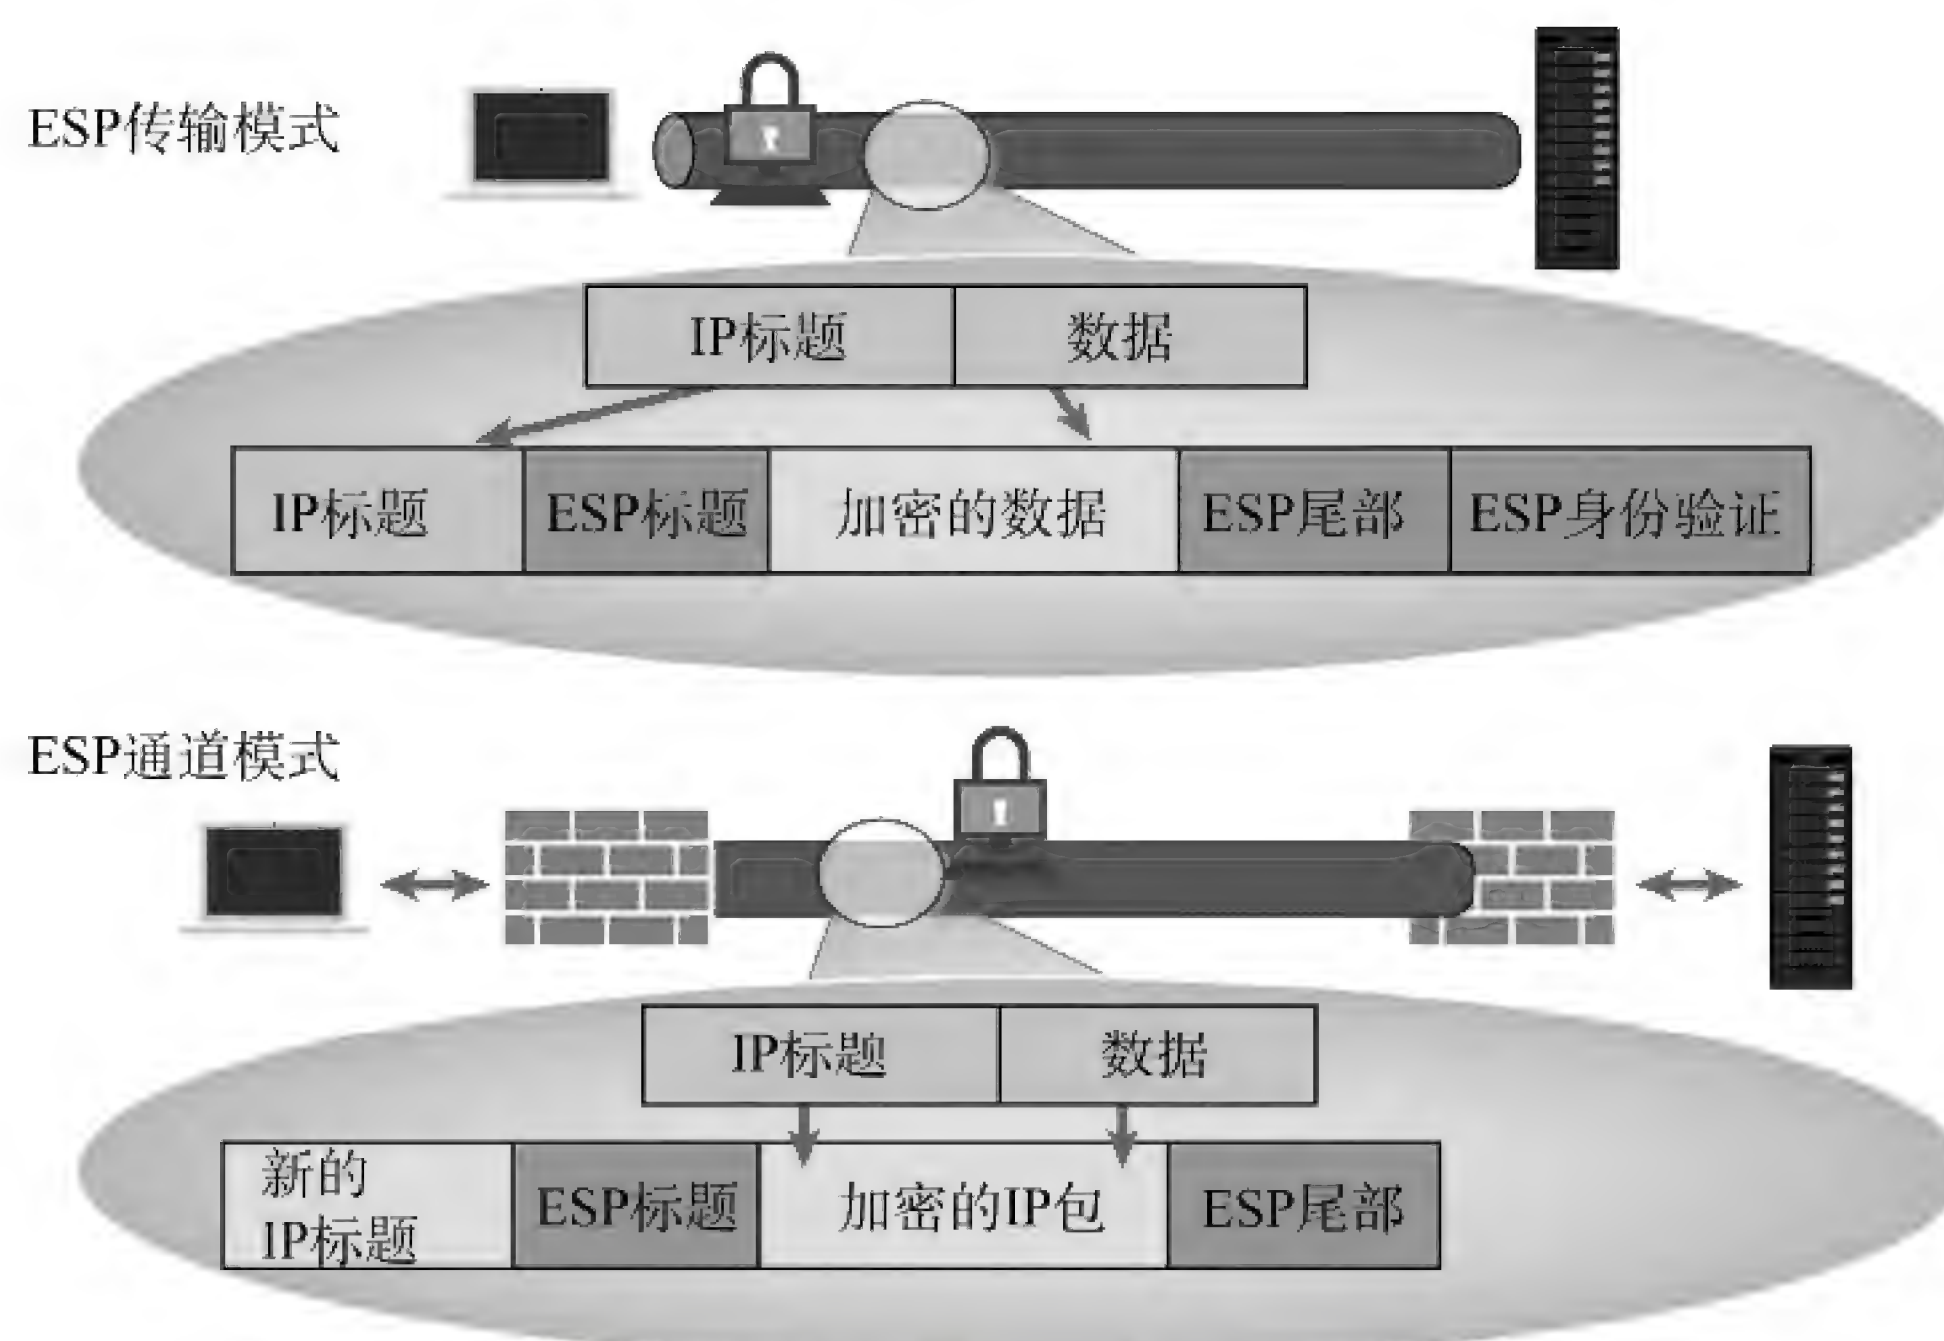 ESP传输模式
IP标题 数据
IP标题 ESP标题 加密的数据 ESP尾部 ESP身份验证
ESP通道模式
IP标题 数据
新的
IP标题 ESP标题 加密的IP包 ESP尾部